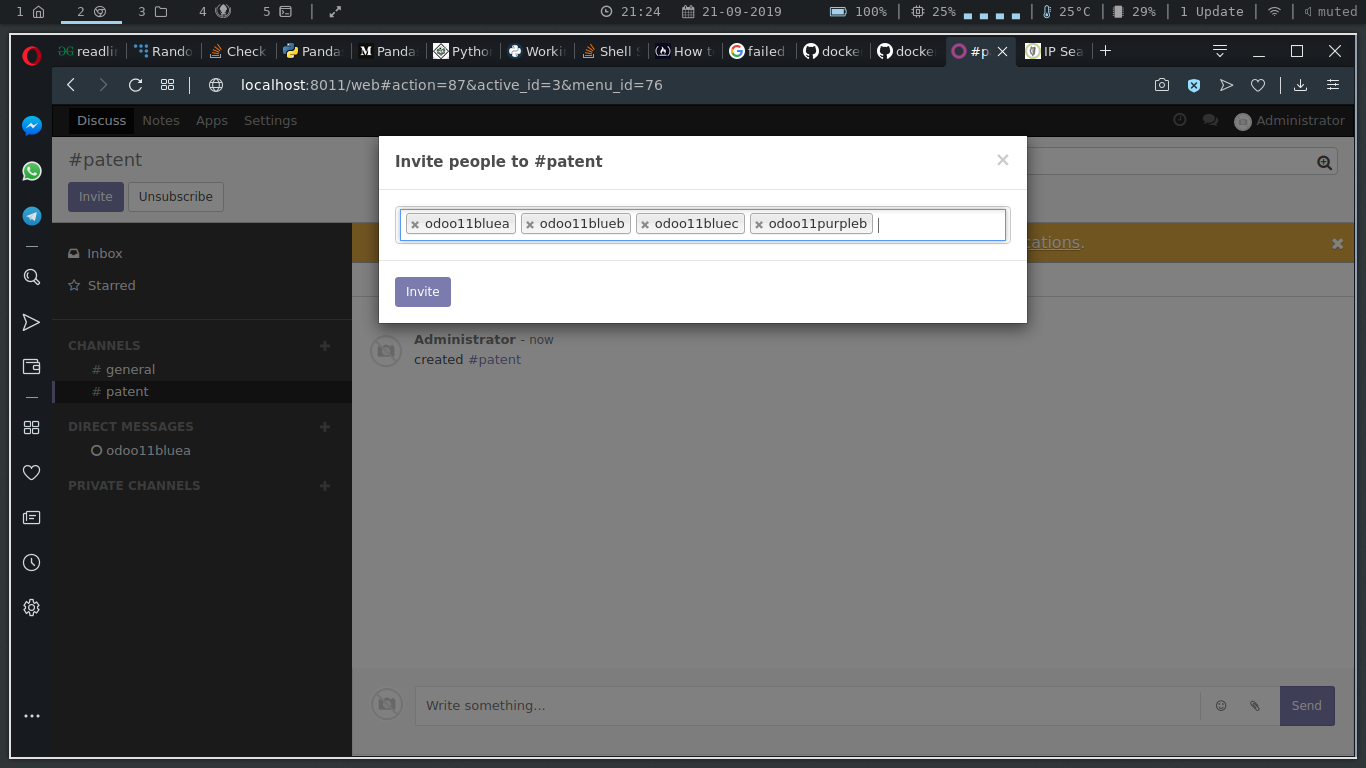 1 2 3 4 5 21:24 21-09-2019 100% 25% 25°C 29% 1 Update muted
readlin Rando Check Panda Panda Pytho Worki Shell S How t failed docke docke #p IP Sea
localhost:8011/web#action=87&active_id=3&menu_id=76
Discuss Notes Apps Settings Administrator
#patent
Invite Unsubscribe
Invite people to #patent
×
odoo11bluea odoo11blueb odoo11bluec odoo11purpleb
Invite
cations.
Inbox
Starred
CHANNELS
# general
# patent
DIRECT MESSAGES
odoo11bluea
PRIVATE CHANNELS
Administrator - now
created #patent
Write something...
Send